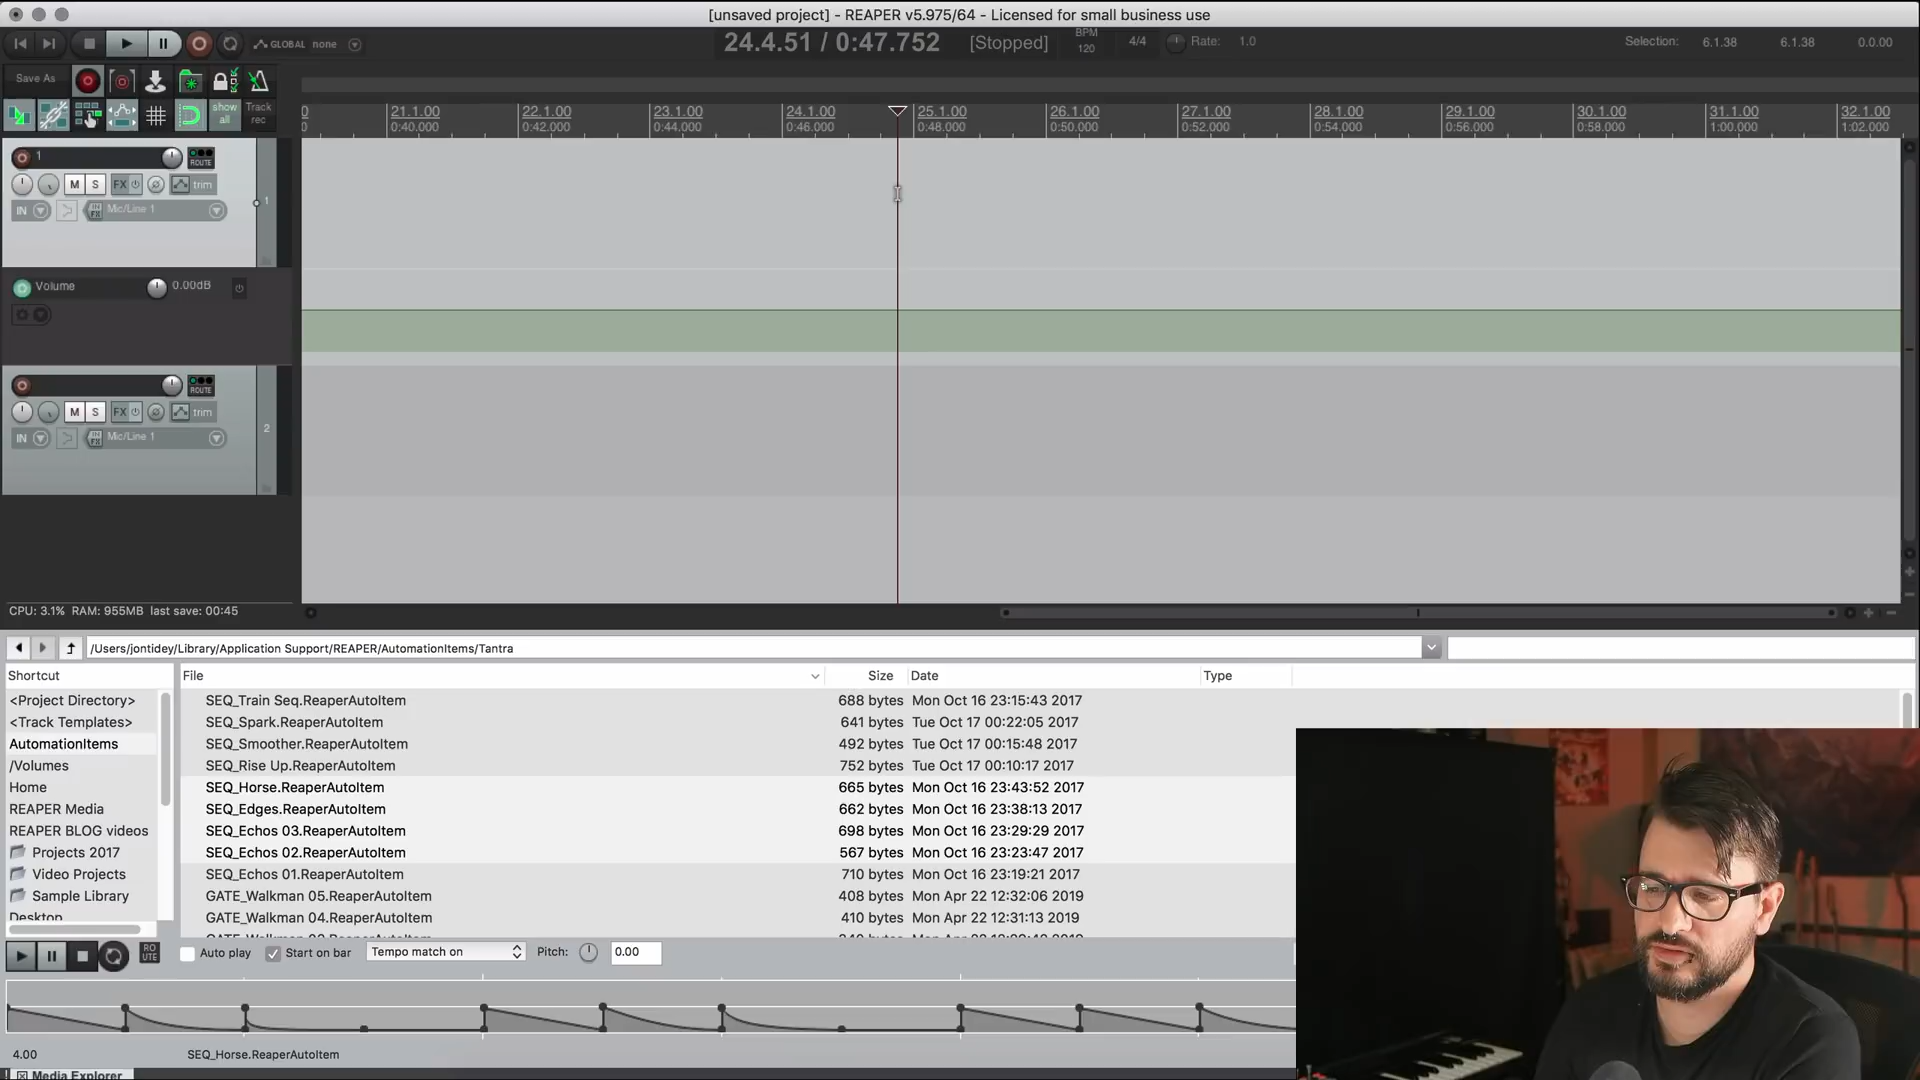 [unsaved project] - REAPER v5.975/64 - Licensed for small business use
GLOBAL none
24.4.51 / 0:47.752
[Stopped]
BPM
120
4/4
Rate: 1.0
Selection: 6.1.38 6.1.38 0.0.00
Save As
show
all
Track
rec
0
0
21.1.00
0:40.000
22.1.00
0:42.000
23.1.00
0:44.000
24.1.00
0:46.000
25.1.00
0:48.000
26.1.00
0:50.000
27.1.00
0:52.000
28.1.00
0:54.000
29.1.00
0:56.000
30.1.00
0:58.000
31.1.00
1:00.000
32.1.00
1:02.000
1
ROUTE
M S FX trim
1
IN IN FX Mic/Line 1
Volume 0.00dB
ROUTE
M S FX trim
2
IN IN FX Mic/Line 1
CPU: 3.1% RAM: 955MB last save: 00:45
/Users/jontidey/Library/Application Support/REAPER/AutomationItems/Tantra
Shortcut File Size Date Type
<Project Directory>
<Track Templates>
AutomationItems
/Volumes
Home
REAPER Media
REAPER BLOG videos
Projects 2017
Video Projects
Sample Library
Desktop
SEQ_Train Seq.ReaperAutoItem 688 bytes Mon Oct 16 23:15:43 2017
SEQ_Spark.ReaperAutoItem 641 bytes Tue Oct 17 00:22:05 2017
SEQ_Smoother.ReaperAutoItem 492 bytes Tue Oct 17 00:15:48 2017
SEQ_Rise Up.ReaperAutoItem 752 bytes Tue Oct 17 00:10:17 2017
SEQ_Horse.ReaperAutoItem 665 bytes Mon Oct 16 23:43:52 2017
SEQ_Edges.ReaperAutoItem 662 bytes Mon Oct 16 23:38:13 2017
SEQ_Echos 03.ReaperAutoItem 698 bytes Mon Oct 16 23:29:29 2017
SEQ_Echos 02.ReaperAutoItem 567 bytes Mon Oct 16 23:23:47 2017
SEQ_Echos 01.ReaperAutoItem 710 bytes Mon Oct 16 23:19:21 2017
GATE_Walkman 05.ReaperAutoItem 408 bytes Mon Apr 22 12:32:06 2019
GATE_Walkman 04.ReaperAutoItem 410 bytes Mon Apr 22 12:31:13 2019
RO
UTE
Auto play Start on bar Tempo match on Pitch: 0.00
4.00 SEQ_Horse.ReaperAutoItem
Media Explorer